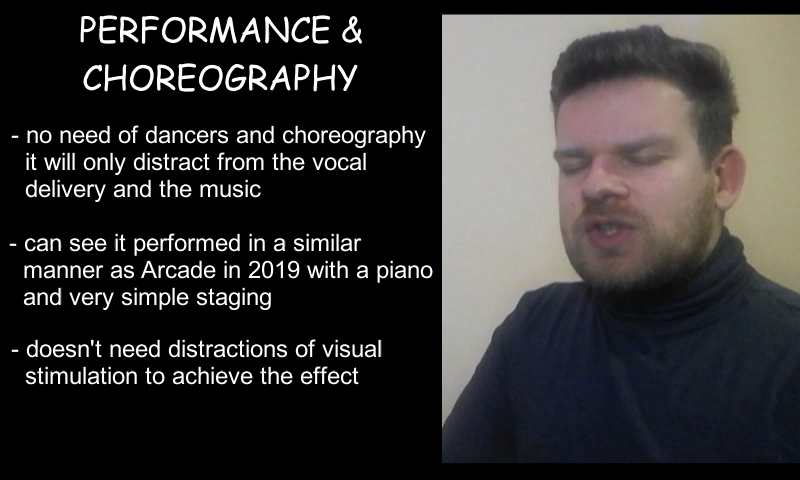 PERFORMANCE &
CHOREOGRAPHY
- no need of dancers and choreography
it will only distract from the vocal
delivery and the music
- can see it performed in a similar
manner as Arcade in 2019 with a piano
and very simple staging
- doesn't need distractions of visual
stimulation to achieve the effect